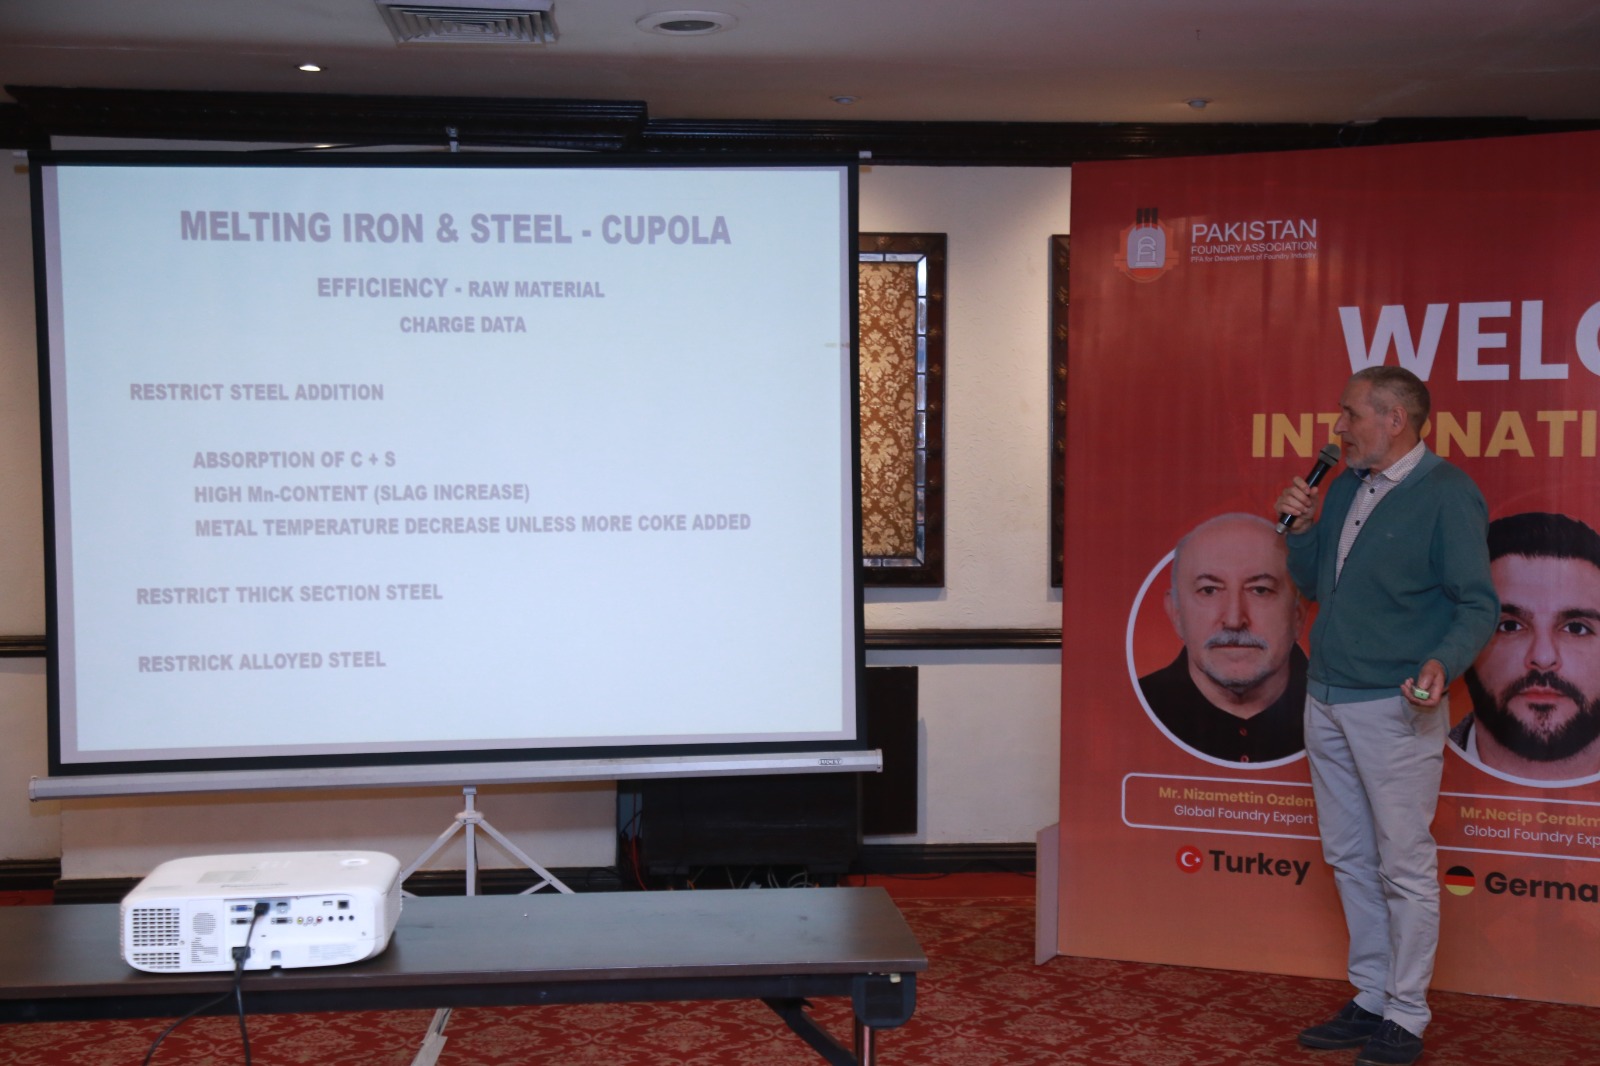 MELTING IRON & STEEL - CUPOLA
EFFICIENCY - RAW MATERIAL
CHARGE DATA
RESTRICT STEEL ADDITION
ABSORPTION OF C + S
HIGH Mn-CONTENT (SLAG INCREASE)
METAL TEMPERATURE DECREASE UNLESS MORE COKE ADDED
RESTRICT THICK SECTION STEEL
RESTRICK ALLOYED STEEL
PAKISTAN
FOUNDRY ASSOCIATION
PFA for Development of Foundry Industry
WELC
INTERNATI
Mr. Nizamettin Ozdem
Global Foundry Expert
Turkey
Mr.Necip Cerakm
Global Foundry Exp
Germa